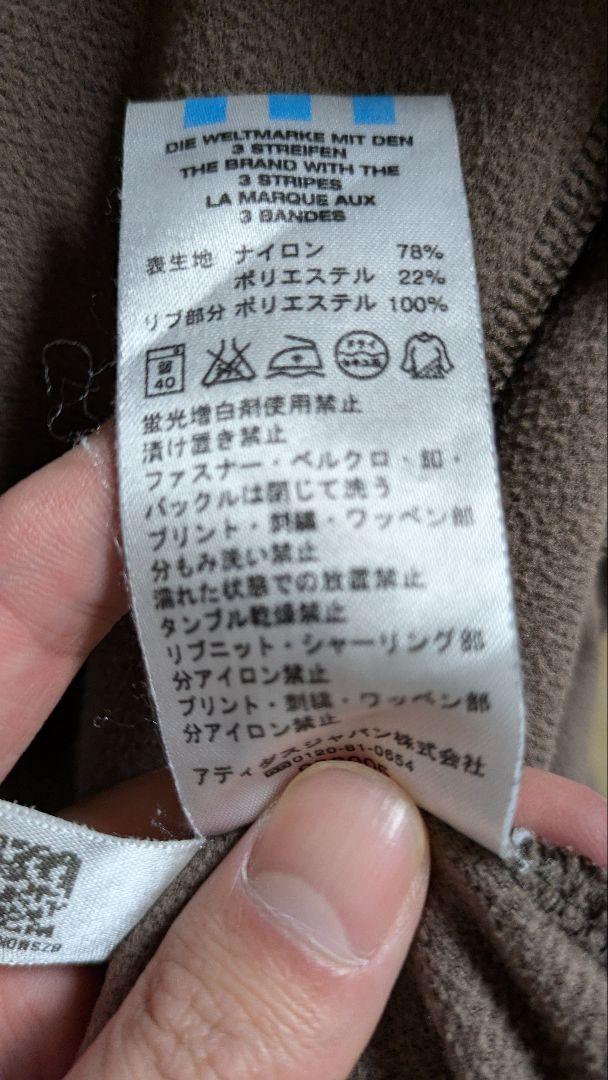 DIE WELTMARKE MIT DEN
3 STREIFEN
THE BRAND WITH THE
3 STRIPES
LA MARQUE AUX
3 BANDES
表生地 ナイロン 78%
ポリエステル 22%
リブ部分 ポリエステル 100%
弱
40
ドライ
セキユ系
蛍光増白剤使用禁止
漬け置き禁止
ファスナー・ベルクロ・釦・
バックルは閉じて洗う
プリント・刺繍・ワッペン部
分もみ洗い禁止
濡れた状態での放置禁止
タンブル乾燥禁止
リブニット・シャーリング部
分アイロン禁止
プリント・刺繍・ワッペン部
分アイロン禁止
アディダスジャパン株式会社
0120-81-0654